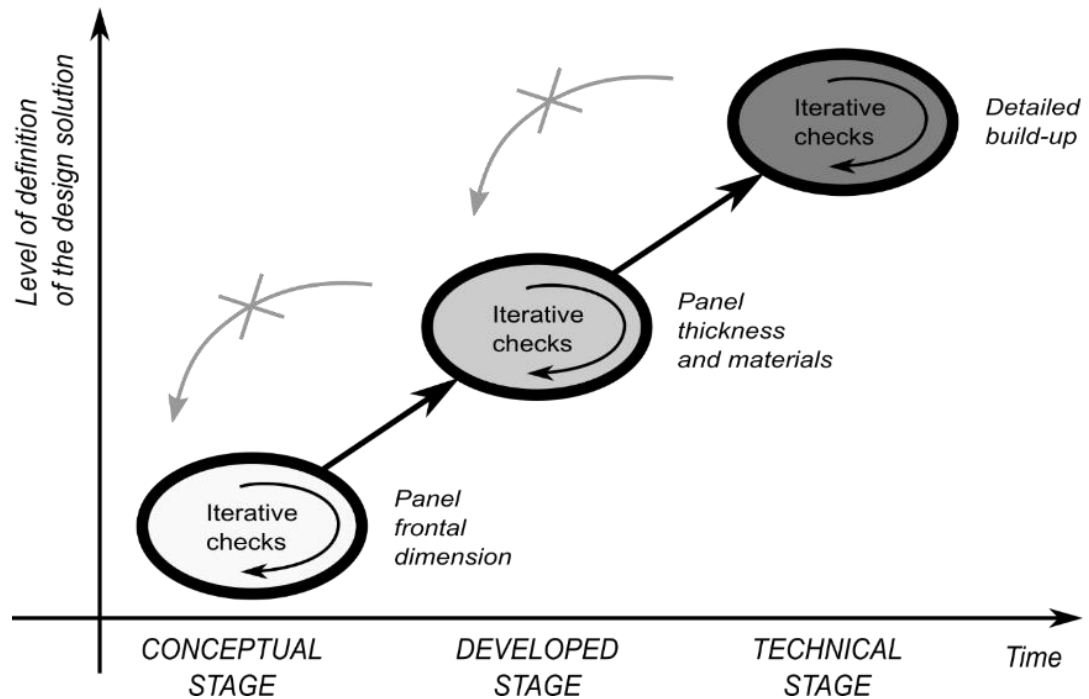 Level of definition
of the design solution
Iterative
checks
Detailed
build-up
Iterative
checks
Panel
thickness
and materials
Iterative
checks
Panel
frontal
dimension
CONCEPTUAL
STAGE
DEVELOPED
STAGE
TECHNICAL
STAGE
Time